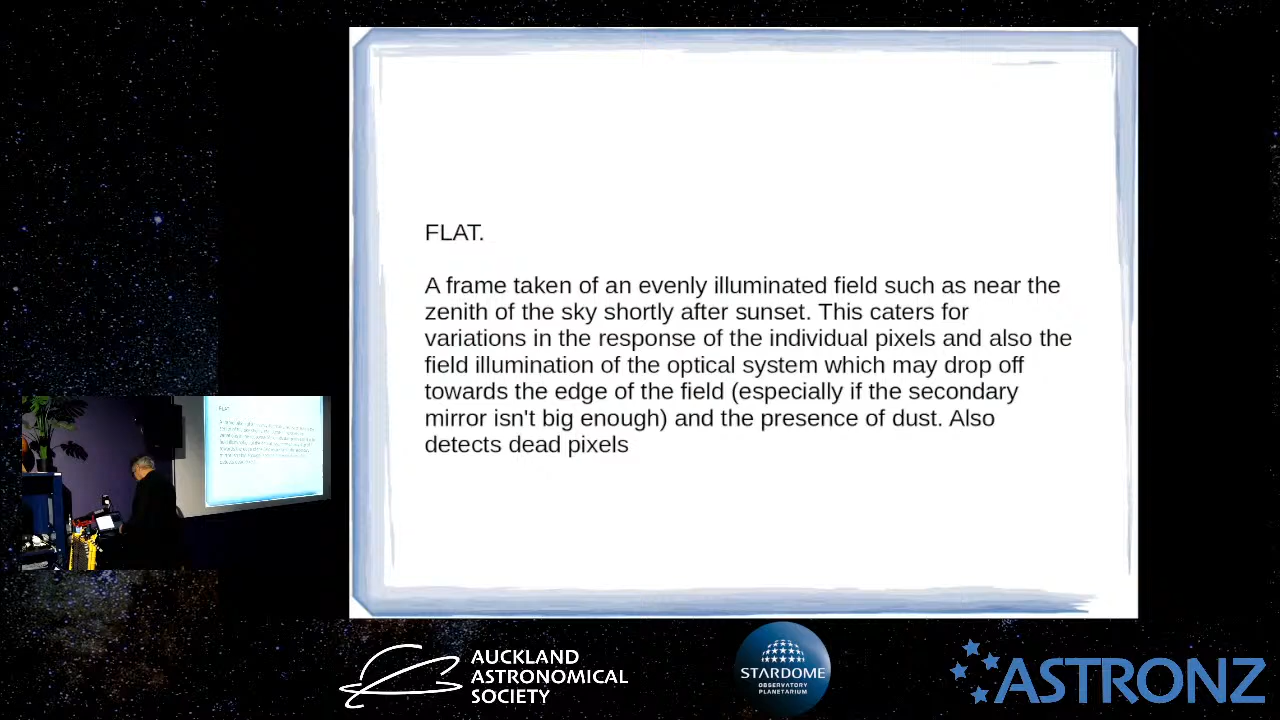 FLAT.
A frame taken of an evenly illuminated field such as near the
zenith of the sky shortly after sunset. This caters for
variations in the response of the individual pixels and also the
field illumination of the optical system which may drop off
towards the edge of the field (especially if the secondary
mirror isn't big enough) and the presence of dust. Also
detects dead pixels
FLAT.
AUCKLAND
ASTRONOMICAL
SOCIETY
STARDOME
OBSERVATORY
PLANETARIUM
ASTRONZ